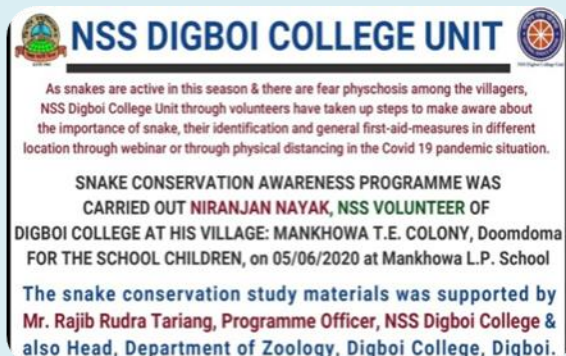 NSS DIGBOI COLLEGE UNIT
As snakes are active in this season & there are fear physchosis among the villagers,
NSS Digboi College Unit through volunteers have taken up steps to make aware about
the importance of snake, their identification and general first-aid-measures in different
location through webinar or through physical distancing in the Covid 19 pandemic situation.
SNAKE CONSERVATION AWARENESS PROGRAMME WAS
CARRIED OUT NIRANJAN NAYAK, NSS VOLUNTEER OF
DIGBOI COLLEGE AT HIS VILLAGE: MANKHOWA T.E. COLONY, Doomdoma
FOR THE SCHOOL CHILDREN, on 05/06/2020 at Mankhowa L.P. School
The snake conservation study materials was supported by
Mr. Rajib Rudra Tariang, Programme Officer, NSS Digboi College &
also Head, Department of Zoology, Digboi College, Digboi.